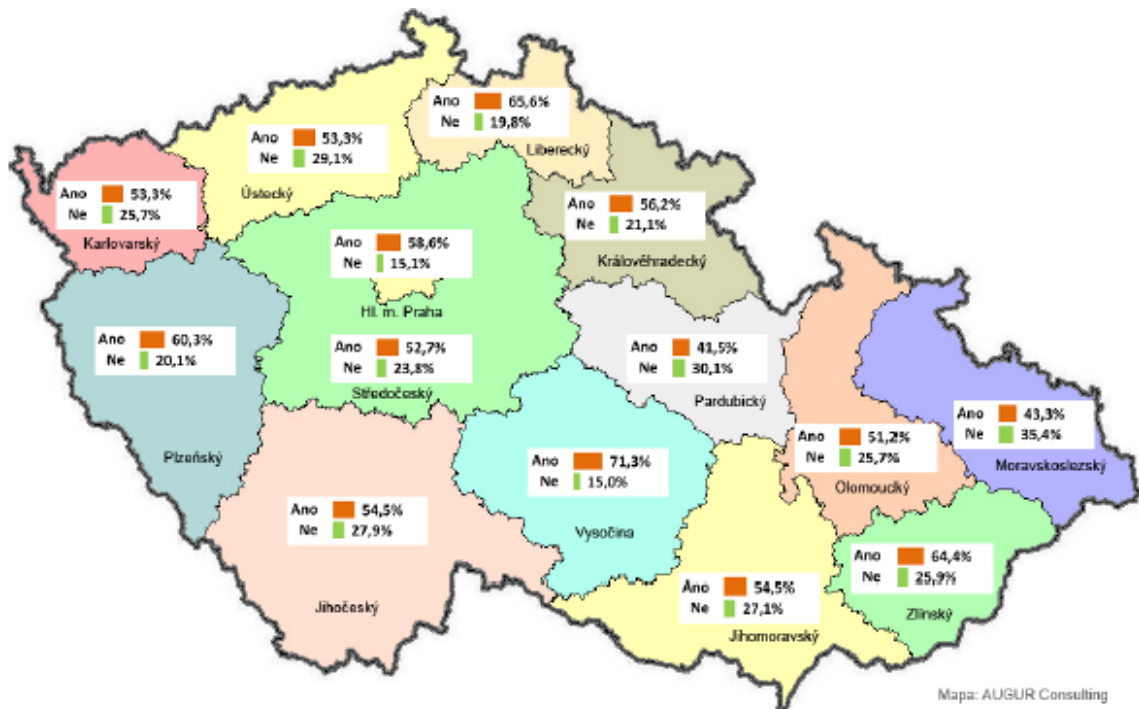 Ano 65,6%
Ne 19,8%
Liberecký
Ano 53,3%
Ne 29,1%
Ústecký
Ano 53,3%
Ne 25,7%
Karlovarský
Ano 56,2%
Ne 21,1%
Královéhradecký
Ano 58,6%
Ne 15,1%
Hl. m. Praha
Ano 60,3%
Ne 20,1%
Plzeňský
Ano 52,7%
Ne 23,8%
Středočeský
Ano 41,5%
Ne 30,1%
Pardubický
Ano 43,3%
Ne 35,4%
Moravskoslezský
Ano 51,2%
Ne 25,7%
Olomoucký
Ano 71,3%
Ne 15,0%
Vysočina
Ano 54,5%
Ne 27,9%
Jihočeský
Ano 64,4%
Ne 25,9%
Zlínský
Ano 54,5%
Ne 27,1%
Jihomoravský
Mapa: AUGUR Consulting